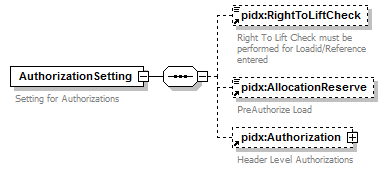 pidx:RightToLiftCheck
Right To Lift Check must be
performed for Loadid/Reference
entered
AuthorizationSetting
Setting for Authorizations
pidx:AllocationReserve
PreAuthorize Load
pidx:Authorization
Header Level Authorizations